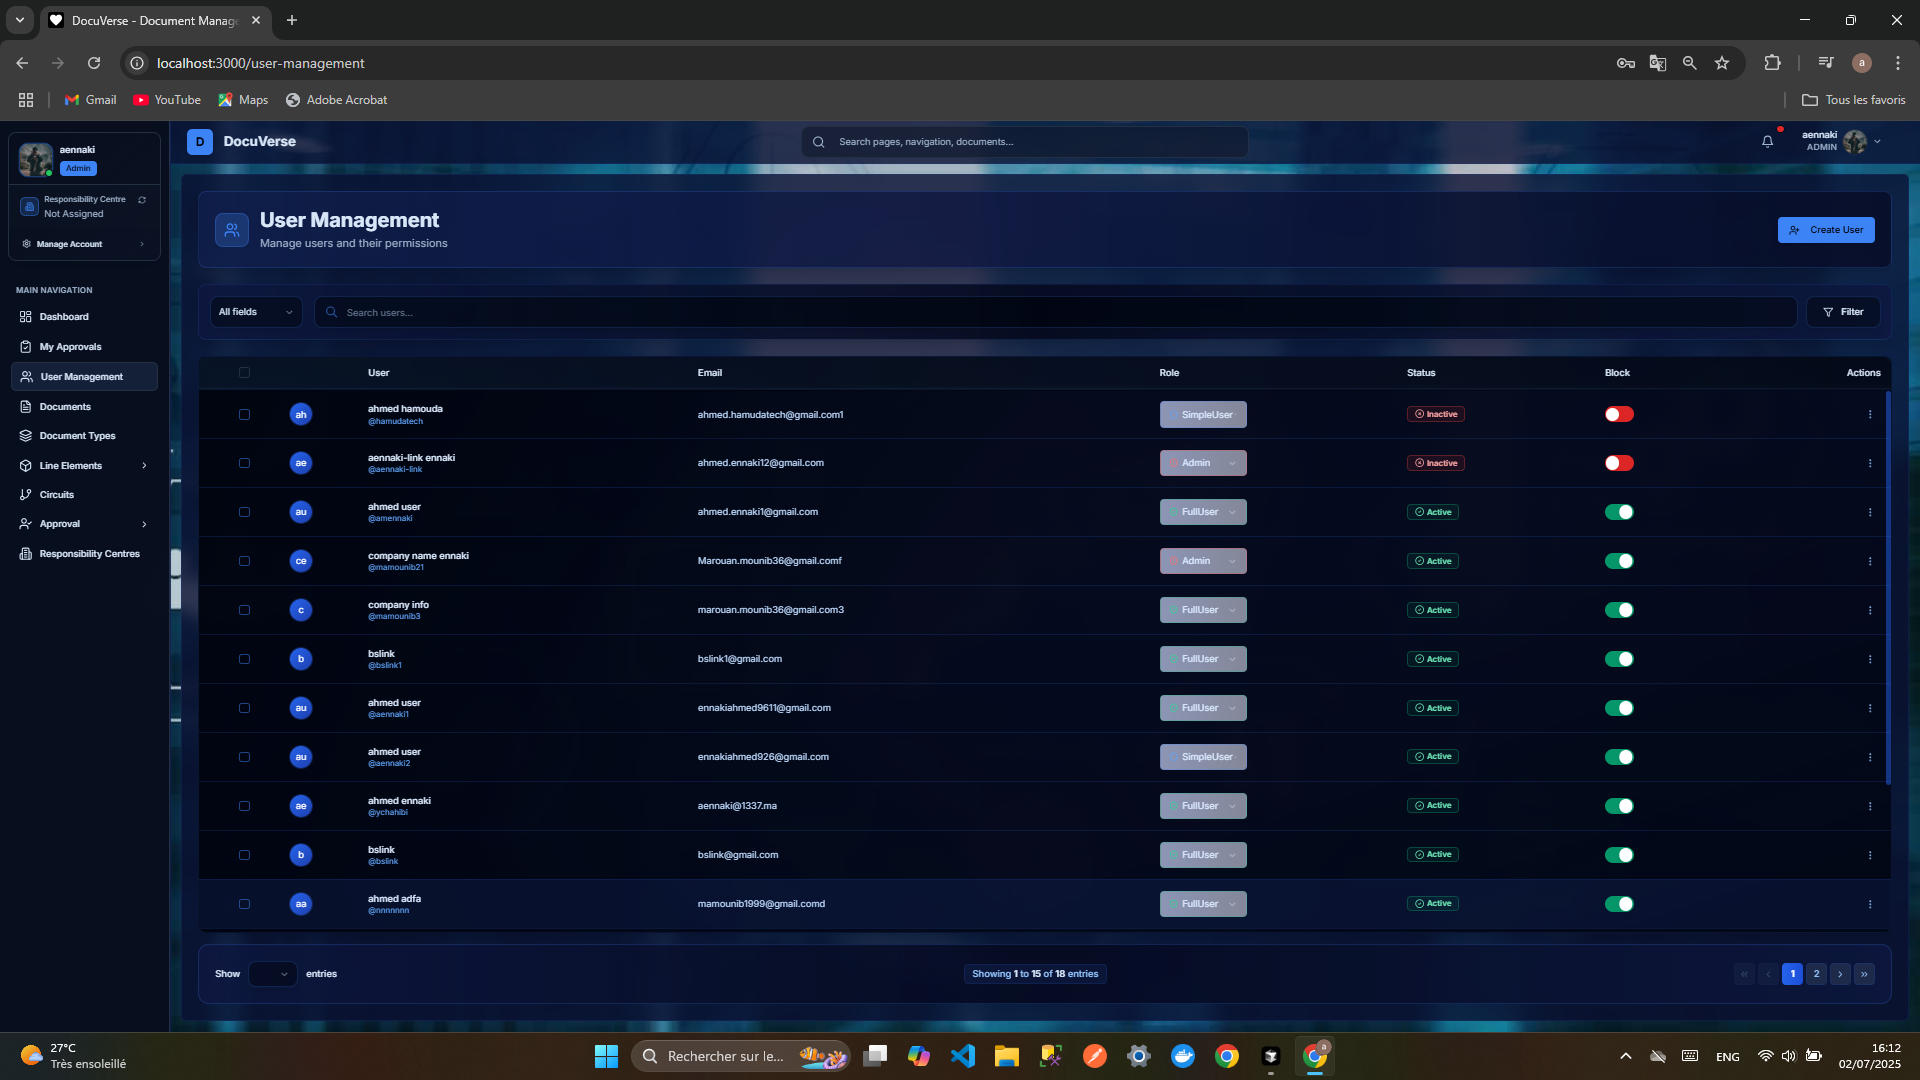 DocuVerse - Document Manag
localhost:3000/user-management
a
Gmail
YouTube
Maps
Adobe Acrobat
Tous les favoris
aennaki
Admin
Responsibility Centre
Not Assigned
Manage Account
MAIN NAVIGATION
Dashboard
My Approvals
User Management
Documents
Document Types
Line Elements
Circuits
Approval
Responsibility Centres
D DocuVerse
Search pages, navigation, documents...
aennaki
ADMIN
User Management
Manage users and their permissions
Create User
All fields
Search users...
Filter
User Email Role Status Block Actions
ah ahmed hamouda ahmed.hamudatech@gmail.com1 SimpleUser Inactive
@hamudatech
ae aennaki-link ennaki ahmed.ennaki12@gmail.com Admin Inactive
@aennaki-link
au ahmed user ahmed.ennaki1@gmail.com FullUser Active
@amennaki
ce company name ennaki Marouan.mounib36@gmail.comf Admin Active
@mamounib21
c company info marouan.mounib36@gmail.com3 FullUser Active
@mamounib3
b bslink bslink1@gmail.com FullUser Active
@bslink1
au ahmed user ennakiahmed9611@gmail.com FullUser Active
@aennaki1
au ahmed user ennakiahmed926@gmail.com SimpleUser Active
@aennaki2
ae ahmed ennaki aennaki@1337.ma FullUser Active
@ychahibi
b bslink bslink@gmail.com FullUser Active
@bslink
aa ahmed adfa mamounib1999@gmail.comd FullUser Active
@nnnnnnn
Show entries
Showing 1 to 15 of 18 entries
« ‹ 1 2 › »
27°C
Très ensoleillé
Rechercher sur le...
a
ENG
16:12
02/07/2025